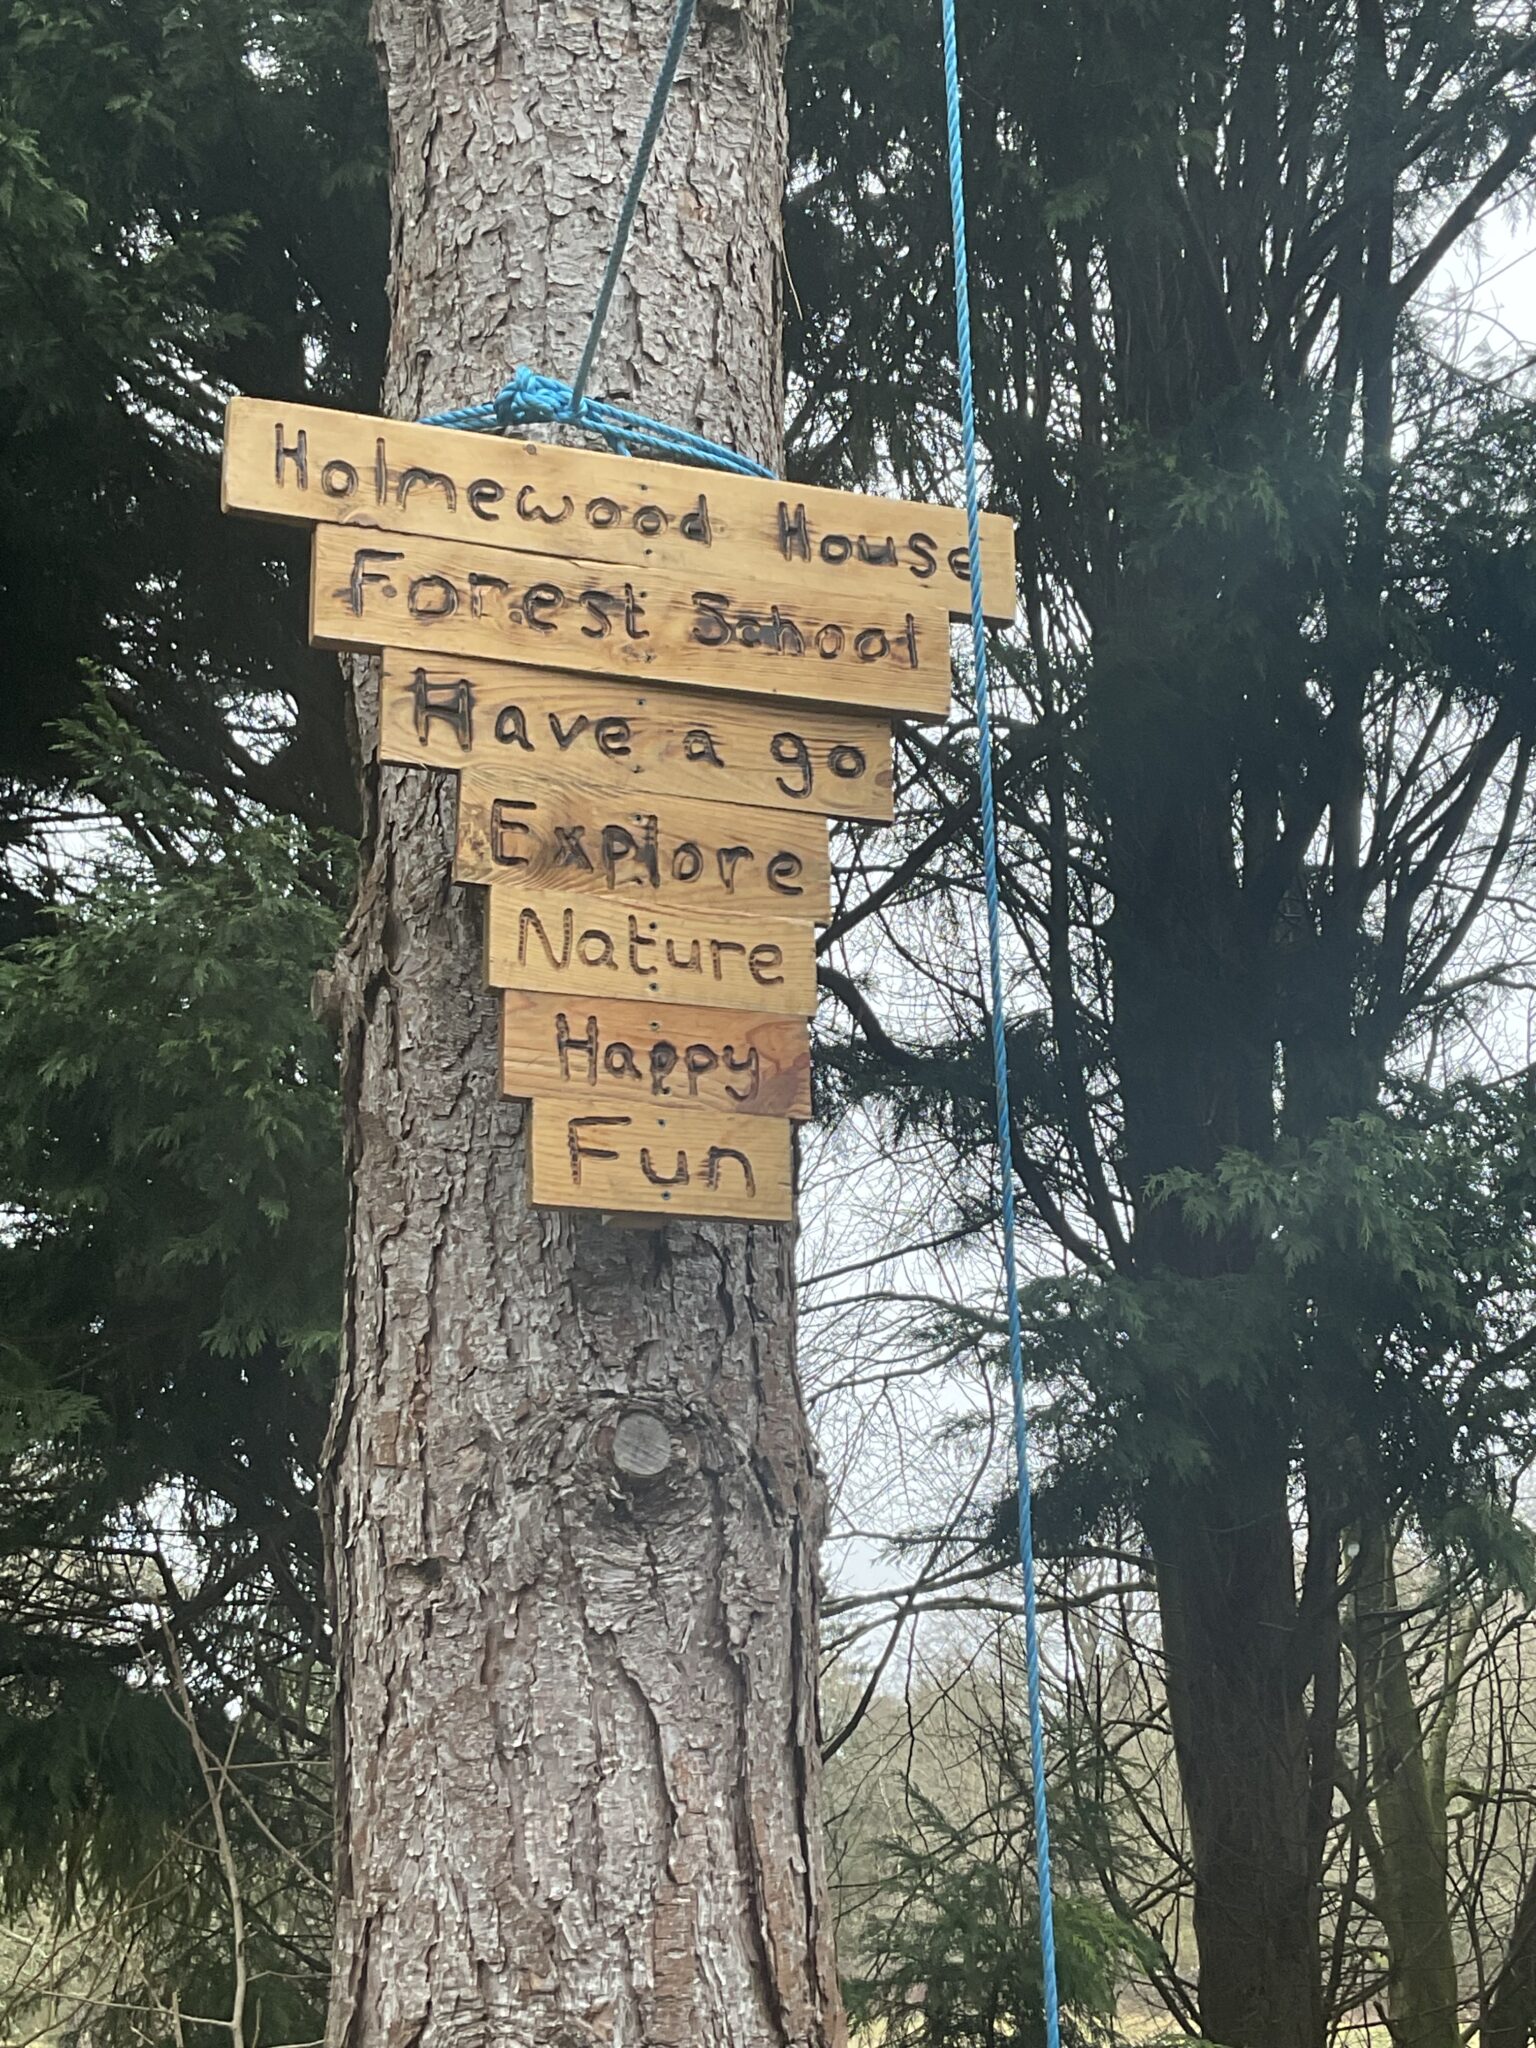 Holmewood House
Forest School
Have a go
Explore
Nature
Happy
Fun